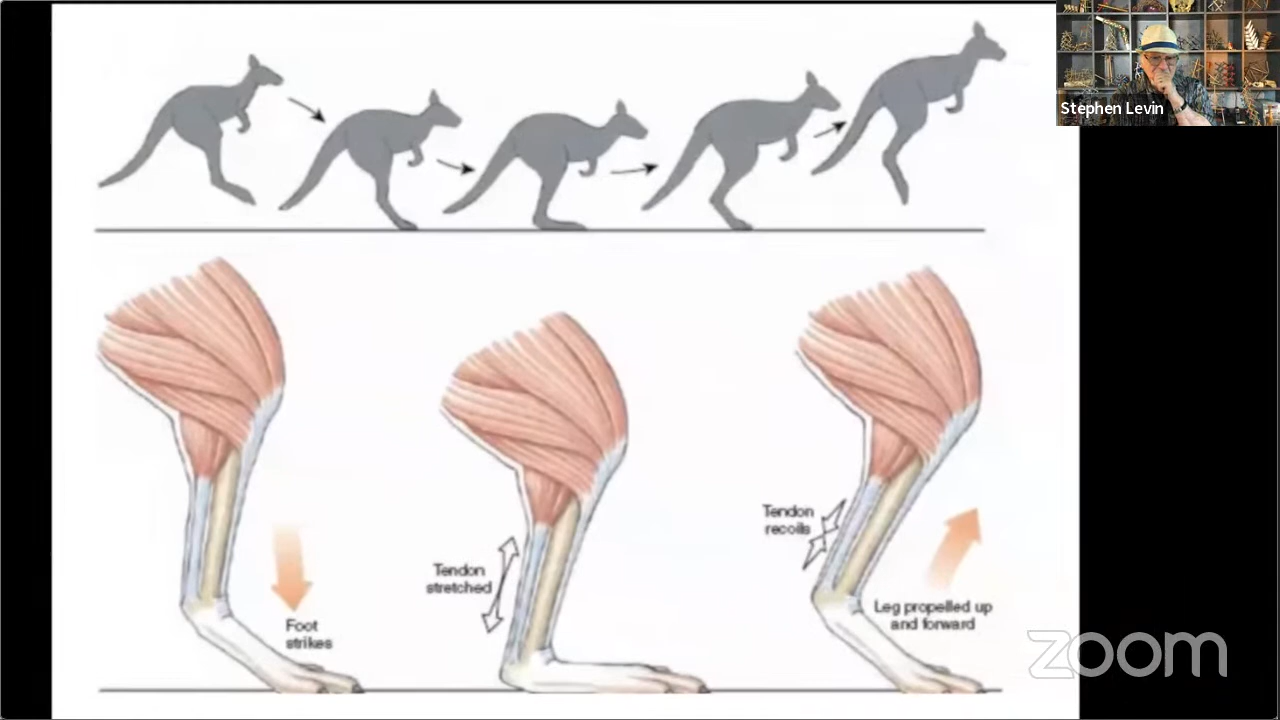 Stephen Levin
Tendon
recoils
Tendon
stretched
Foot
strikes
Leg propelled up
and forward
zoom